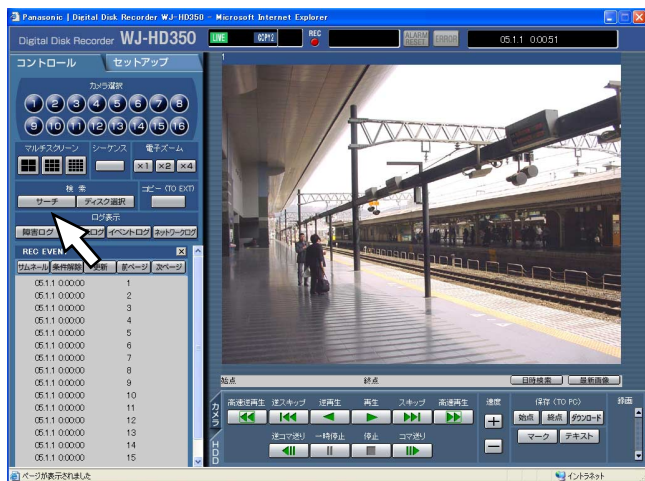 Panasonic | Digital Disk Recorder WJ-HD350 - Microsoft Internet Explorer
Digital Disk Recorder WJ-HD350
LIVE COPY2 REC ALARM RESET ERROR 05.1.1 0:00:51
コントロール セットアップ
1
カメラ選択
1 2 3 4 5 6 7 8
9 10 11 12 13 14 15 16
マルチスクリーン シーケンス 電子ズーム
×1 ×2 ×4
検索 コピー (TO EXT)
サーチ ディスク選択
ログ表示
障害ログ ログ イベントログ ネットワークログ
REC EVENT X
サムネール 条件解除 更新 前ページ 次ページ
05.1.1 0:00:00 1
05.1.1 0:00:00 2
05.1.1 0:00:00 3
05.1.1 0:00:00 4
05.1.1 0:00:00 5
05.1.1 0:00:00 6
05.1.1 0:00:00 7
05.1.1 0:00:00 8
05.1.1 0:00:00 9
05.1.1 0:00:00 10
05.1.1 0:00:00 11
05.1.1 0:00:00 12
05.1.1 0:00:00 13
05.1.1 0:00:00 14
05.1.1 0:00:00 15
始点 終点 日時検索 最新画像
カメラ
HDD
高速逆再生 逆スキップ 逆再生 再生 スキップ 高速再生 速度 保存 (TO PC) 録画
+ 始点 終点 ダウンロード
逆コマ送り 一時停止 停止 コマ送り マーク テキスト
−
ページが表示されました イントラネット